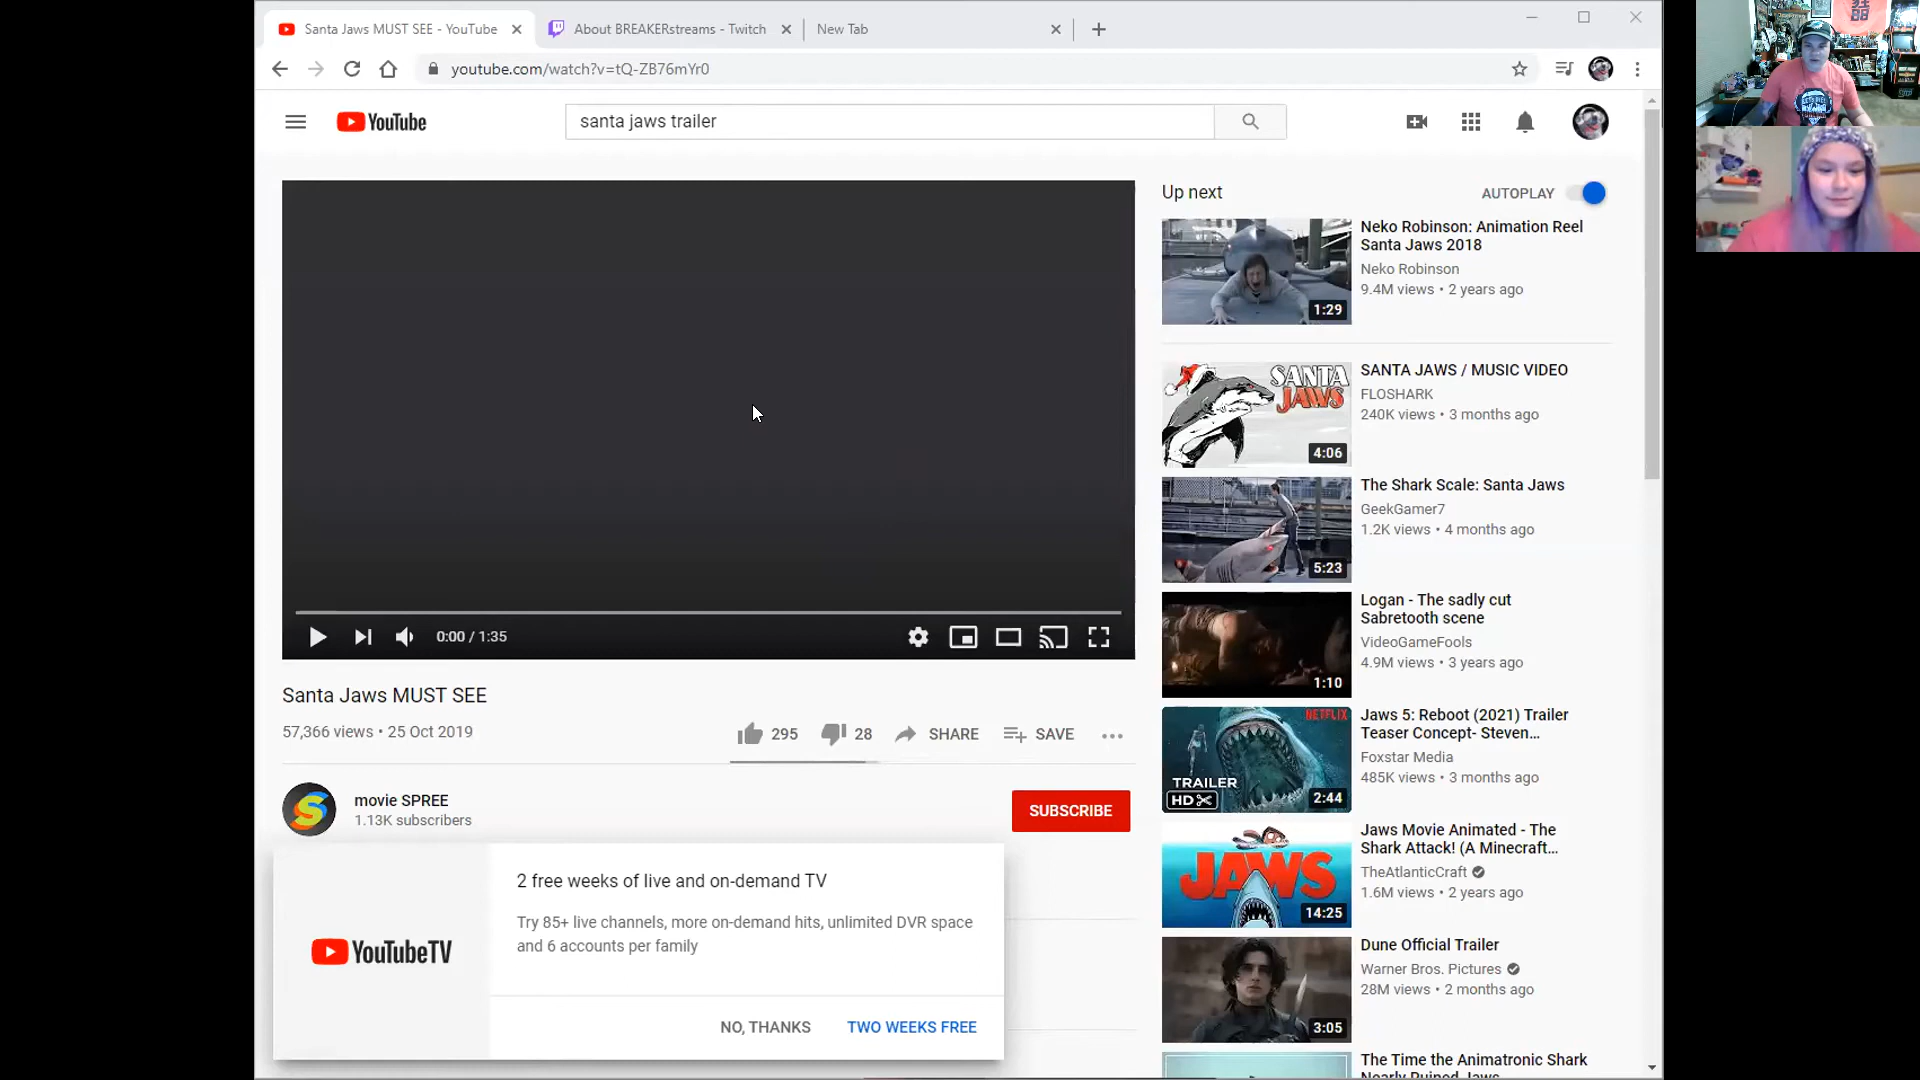 Santa Jaws MUST SEE - YouTube
About BREAKERstreams - Twitch
New Tab
youtube.com/watch?v=tQ-ZB76mYr0
YouTube
santa jaws trailer
Up next
AUTOPLAY
Neko Robinson: Animation Reel
Santa Jaws 2018
Neko Robinson
9.4M views • 2 years ago
1:29
SANTA JAWS / MUSIC VIDEO
FLOSHARK
240K views • 3 months ago
SANTA
JAWS
4:06
The Shark Scale: Santa Jaws
GeekGamer7
1.2K views • 4 months ago
5:23
Logan - The sadly cut
Sabretooth scene
VideoGameFools
4.9M views • 3 years ago
1:10
Jaws 5: Reboot (2021) Trailer
Teaser Concept- Steven...
Foxstar Media
485K views • 3 months ago
NETFLIX
TRAILER
HD
2:44
Jaws Movie Animated - The
Shark Attack! (A Minecraft...
TheAtlanticCraft
1.6M views • 2 years ago
JAWS
14:25
Dune Official Trailer
Warner Bros. Pictures
28M views • 2 months ago
3:05
The Time the Animatronic Shark
Nearly Ruined Jaws
0:00 / 1:35
Santa Jaws MUST SEE
57,366 views • 25 Oct 2019
295
28
SHARE
SAVE
movie SPREE
1.13K subscribers
SUBSCRIBE
YouTubeTV
2 free weeks of live and on-demand TV
Try 85+ live channels, more on-demand hits, unlimited DVR space
and 6 accounts per family
NO, THANKS
TWO WEEKS FREE